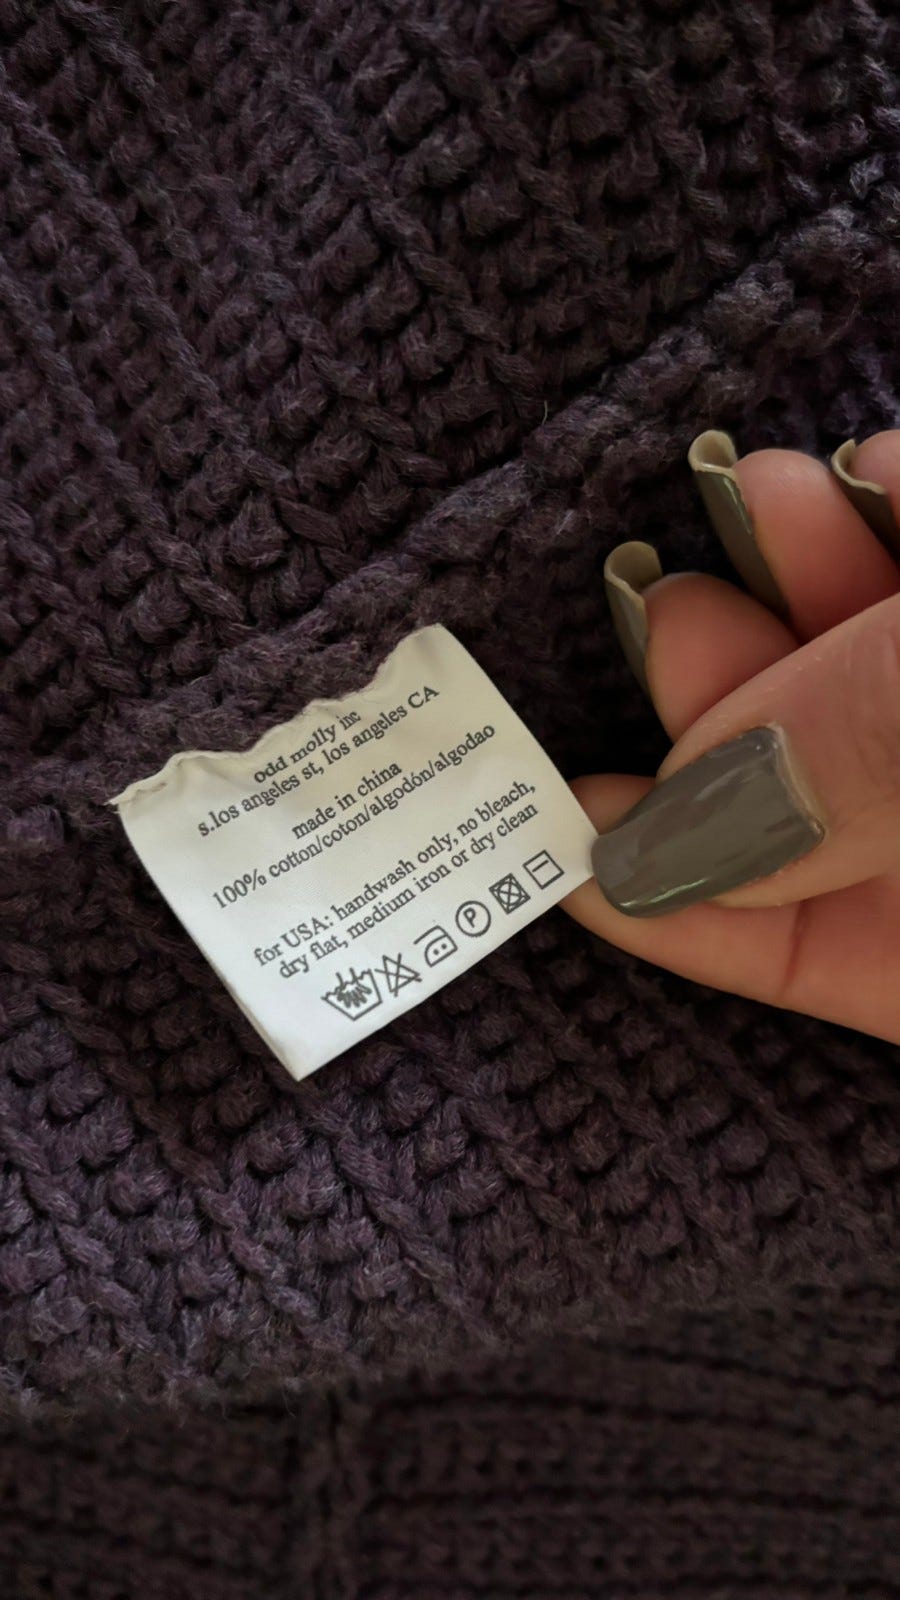 odd molly inc
s.los angeles st, los angeles CA
made in china
100% cotton/coton/algodón/algodao
for USA: handwash only, no bleach,
dry flat, medium iron or dry clean
P